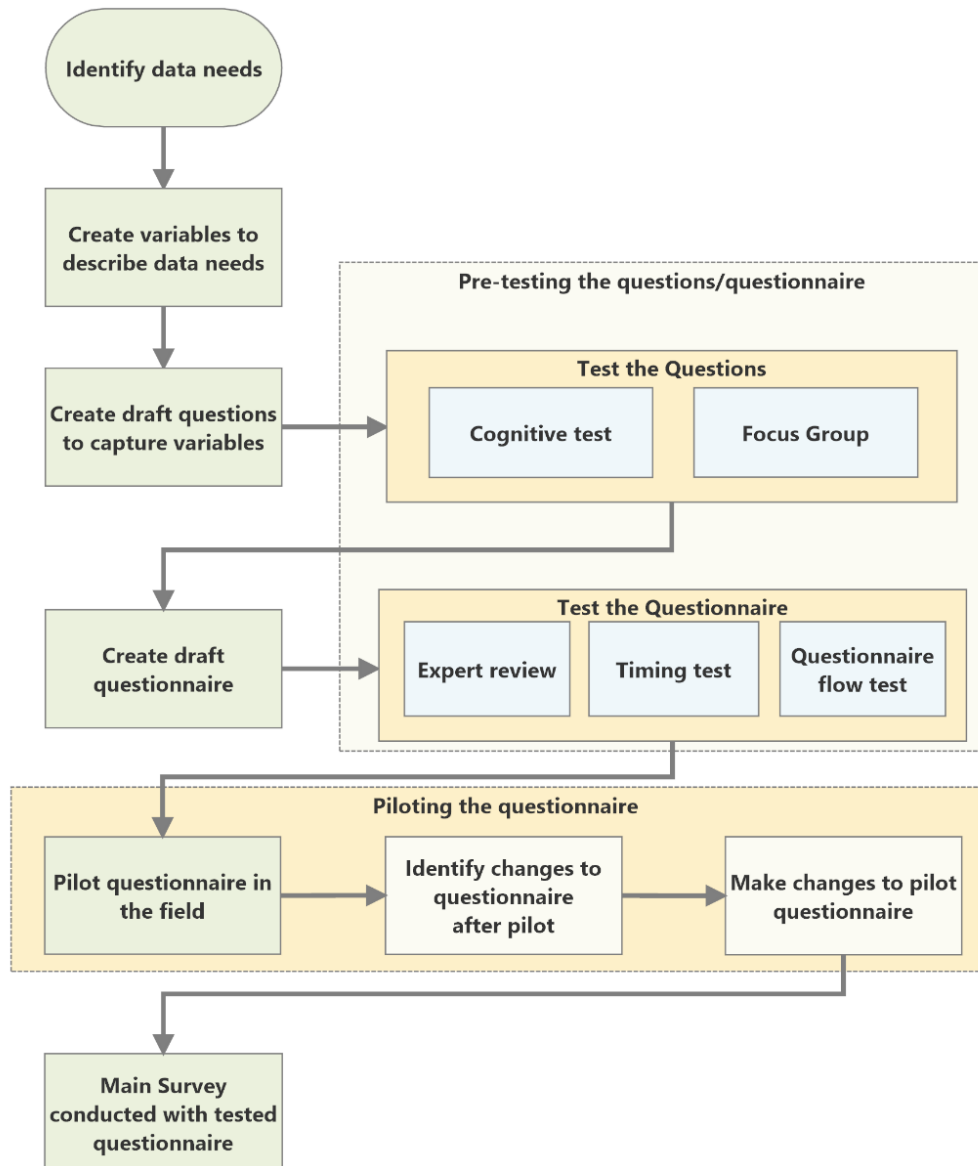 Identify data needs
Create variables to
describe data needs
Pre-testing the questions/questionnaire
Test the Questions
Create draft questions
to capture variables
Cognitive test
Focus Group
Test the Questionnaire
Create draft
questionnaire
Expert review
Timing test
Questionnaire
flow test
Piloting the questionnaire
Pilot questionnaire in
the field
Identify changes to
questionnaire
after pilot
Make changes to pilot
questionnaire
Main Survey
conducted with tested
questionnaire